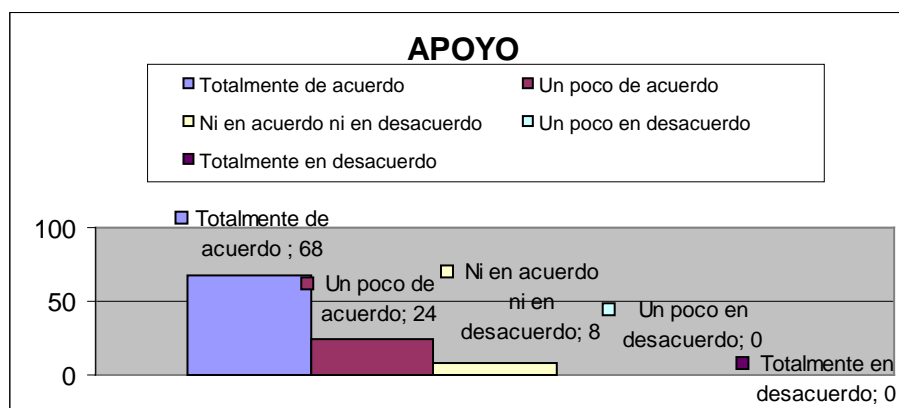 APOYO
Totalmente de acuerdo
Un poco de acuerdo
Ni en acuerdo ni en desacuerdo
Un poco en desacuerdo
Totalmente en desacuerdo
100
50
0
Totalmente de
acuerdo ; 68
Un poco de
acuerdo; 24
Ni en acuerdo
ni en
desacuerdo; 8
Un poco en
desacuerdo; 0
Totalmente en
desacuerdo; 0